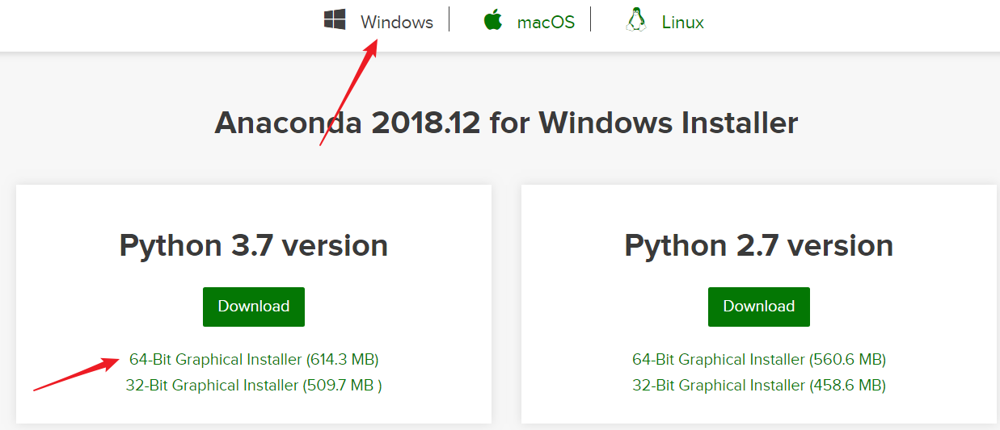 Windows macOS Linux
Anaconda 2018.12 for Windows Installer
Python 3.7 version
Download
64-Bit Graphical Installer (614.3 MB)
32-Bit Graphical Installer (509.7 MB )
Python 2.7 version
Download
64-Bit Graphical Installer (560.6 MB)
32-Bit Graphical Installer (458.6 MB)